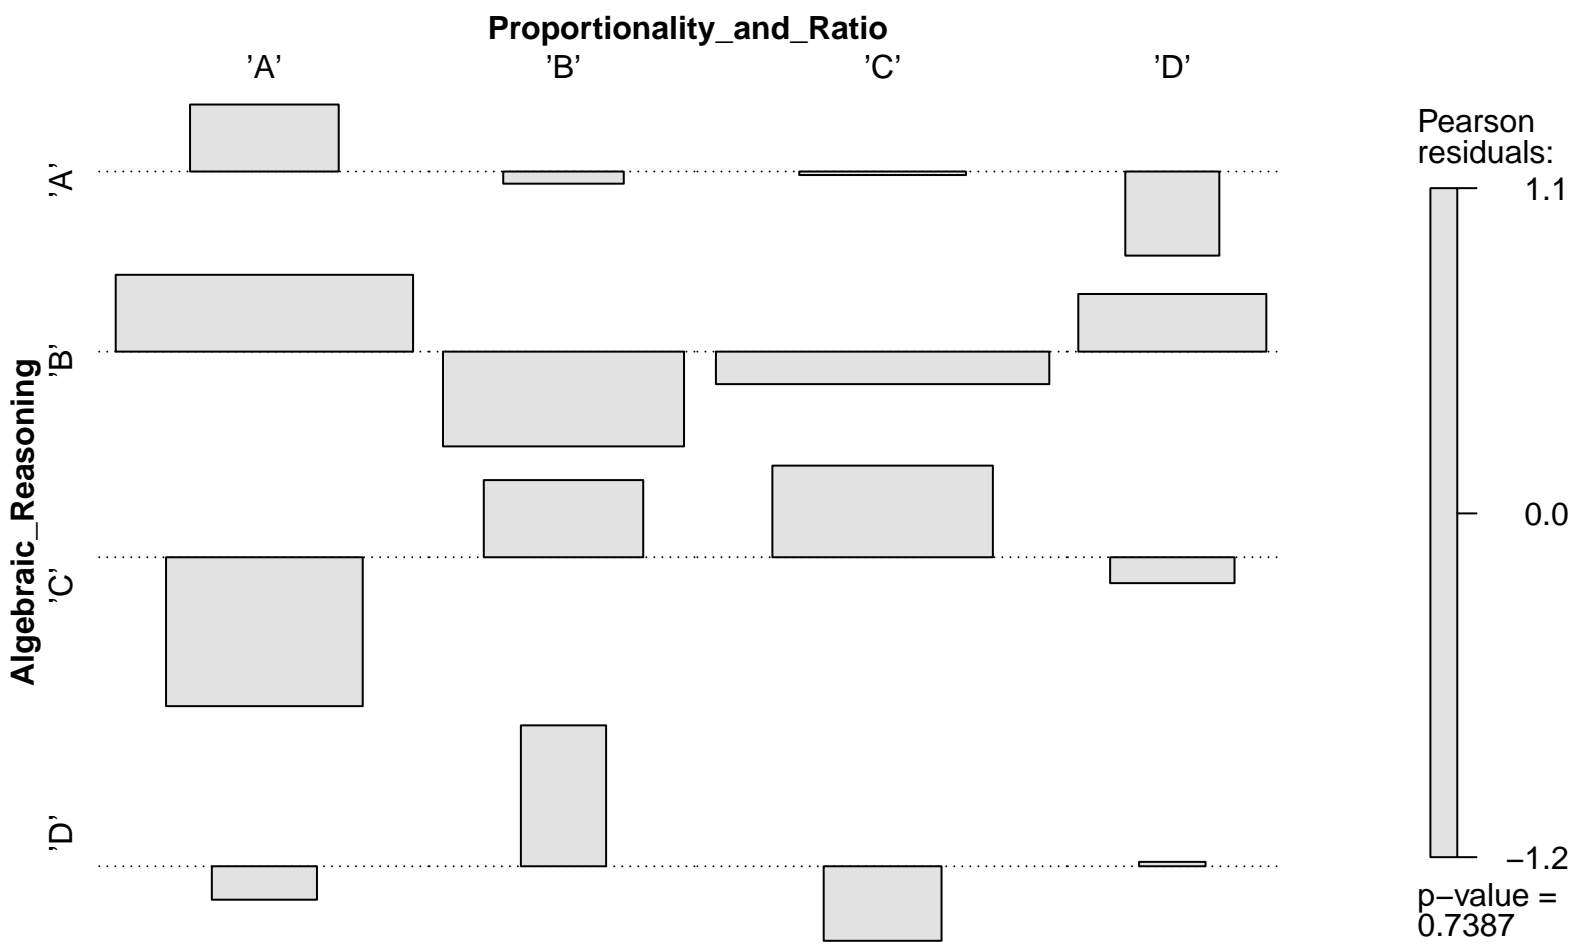 Proportionality_and_Ratio
’A’ ’B’ ’C’ ’D’
Algebraic_Reasoning
’A’
’B’
’C’
’D’
Pearson
residuals:
1.1
0.0
−1.2
p−value =
0.7387